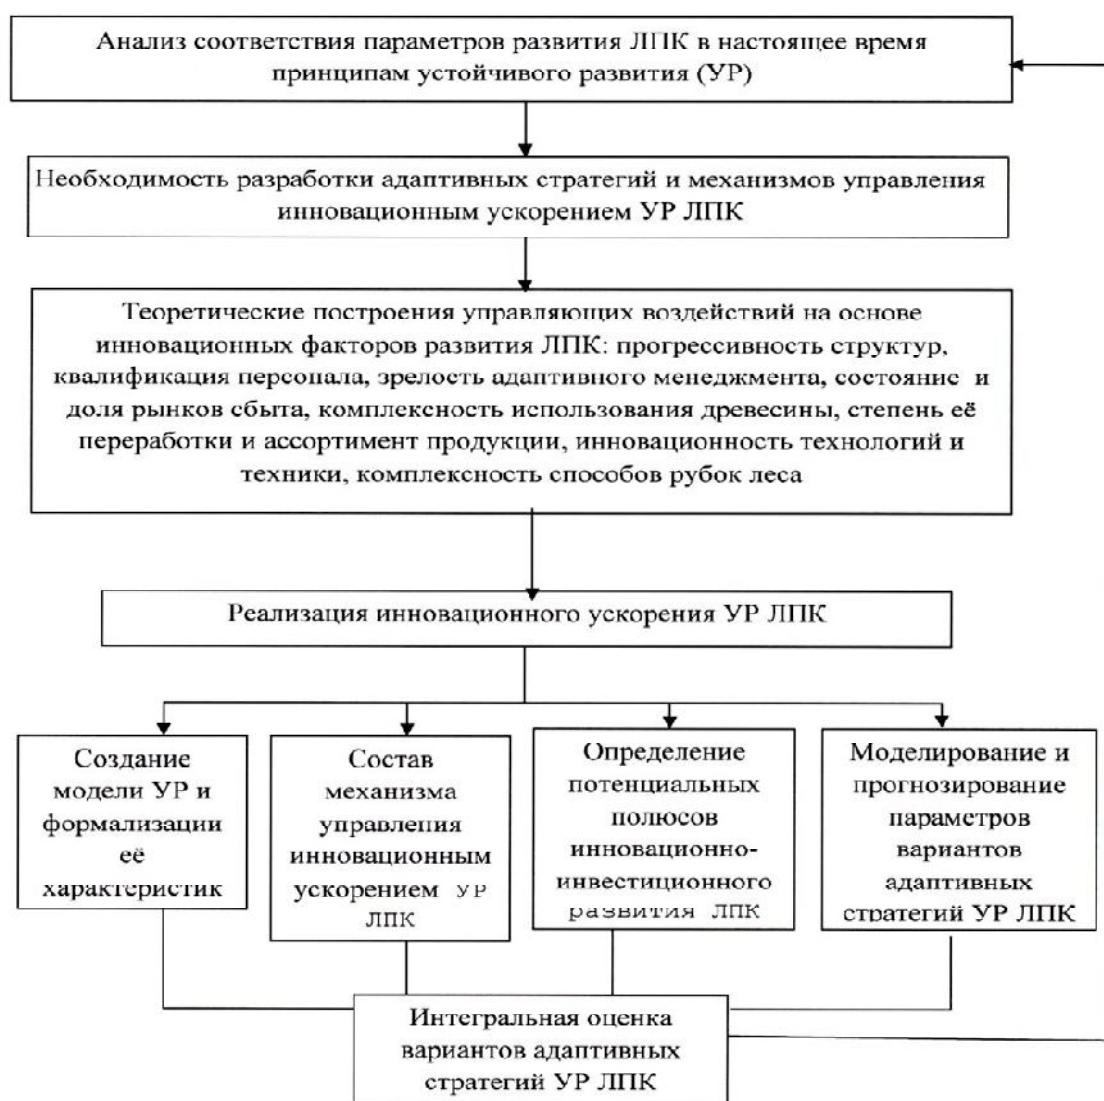 Анализ соответствия параметров развития ЛПК в настоящее время
принципам устойчивого развития (УР)
Необходимость разработки адаптивных стратегий и механизмов управления
инновационным ускорением УР ЛПК
Теоретические построения управляющих воздействий на основе
инновационных факторов развития ЛПК: прогрессивность структур,
квалификация персонала, зрелость адаптивного менеджмента, состояние и
доля рынков сбыта, комплексность использования древесины, степень её
переработки и ассортимент продукции, инновационность технологий и
техники, комплексность способов рубок леса
Реализация инновационного ускорения УР ЛПК
Создание
модели УР и
формализации
её
характеристик
Состав
механизма
управления
инновационным
ускорением УР
ЛПК
Определение
потенциальных
полюсов
инновационно-
инвестиционного
развития ЛПК
Моделирование и
прогнозирование
параметров
вариантов
адаптивных
стратегий УР ЛПК
Интегральная оценка
вариантов адаптивных
стратегий УР ЛПК